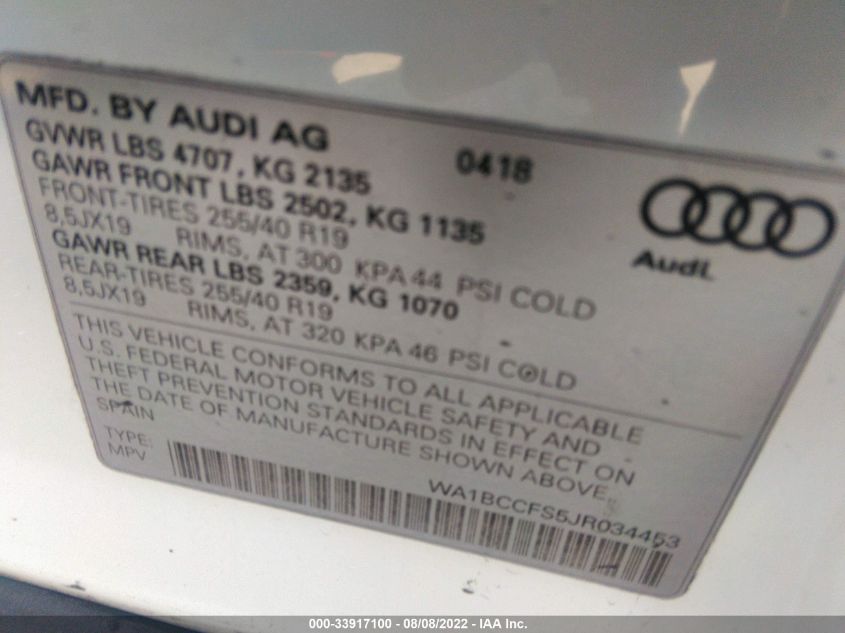 MFD. BY AUDI AG 0418
GVWR LBS 4707, KG 2135
GAWR FRONT LBS 2502, KG 1135
FRONT-TIRES 255/40 R19
8,5JX19 RIMS, AT 300 KPA 44 PSI COLD
GAWR REAR LBS 2359, KG 1070
REAR-TIRES 255/40 R19
8,5JX19 RIMS, AT 320 KPA 46 PSI COLD
Audi
THIS VEHICLE CONFORMS TO ALL APPLICABLE
U.S. FEDERAL MOTOR VEHICLE SAFETY AND
THEFT PREVENTION STANDARDS IN EFFECT ON
THE DATE OF MANUFACTURE SHOWN ABOVE.
SPAIN
TYPE:
MPV
WA1BCCFS5JR034453
000-33917100 - 08/08/2022 - IAA Inc.